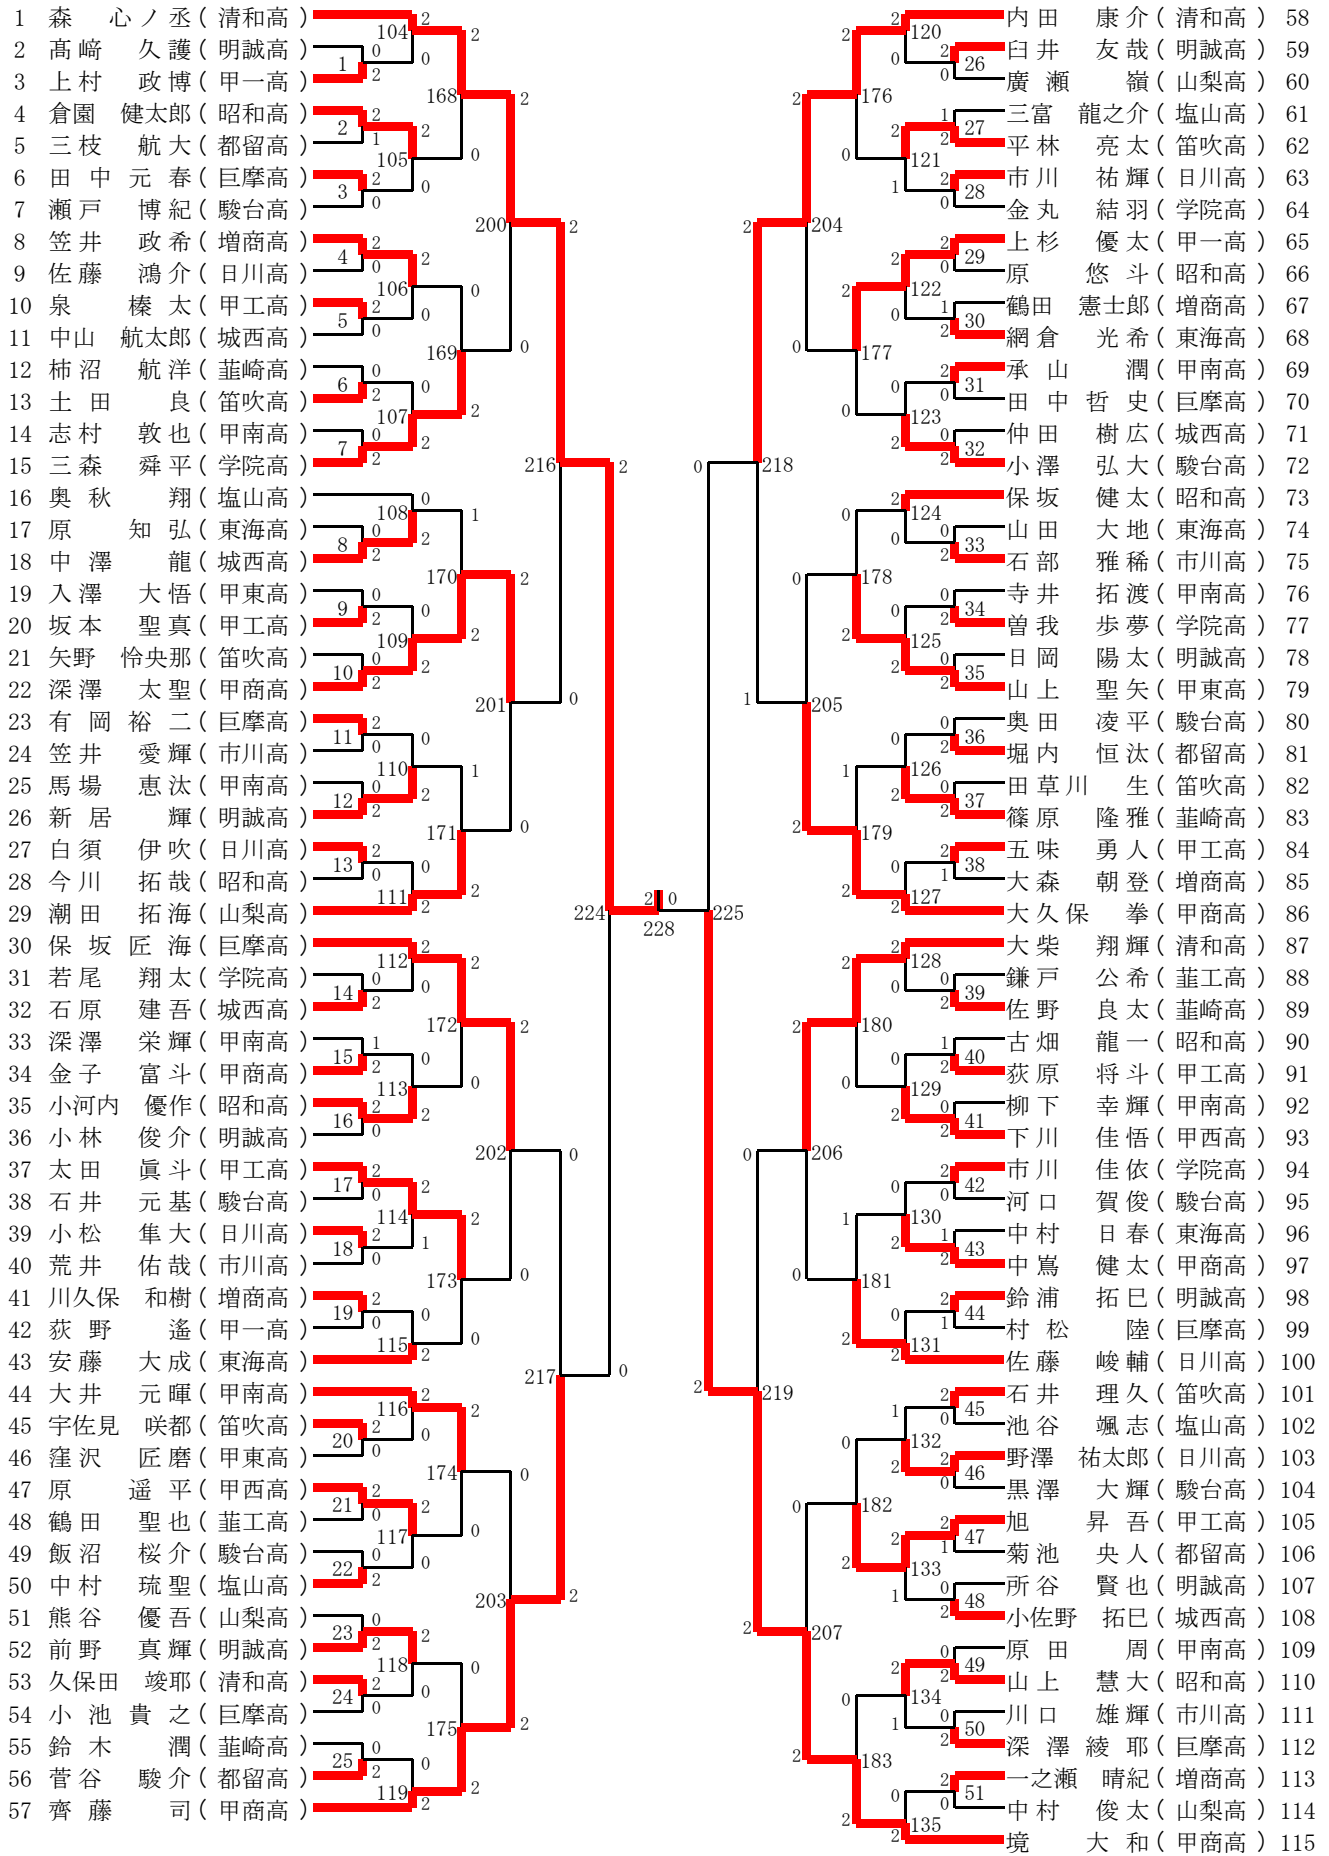 1 森 心ノ丞 ( 清和高 )
2 髙﨑 久護 ( 明誠高 )
3 上村 政博 ( 甲一高 )
4 倉園 健太郎 ( 昭和高 )
5 三枝 航大 ( 都留高 )
6 田中元春 ( 巨摩高 )
7 瀬戸 博紀 ( 駿台高 )
8 笠井 政希 ( 増商高 )
9 佐藤 鴻介 ( 日川高 )
10 泉 榛太 ( 甲工高 )
11 中山 航太郎 ( 城西高 )
12 柿沼 航洋 ( 韮崎高 )
13 土田 良 ( 笛吹高 )
14 志村 敦也 ( 甲南高 )
15 三森 舜平 ( 学院高 )
16 奥秋 翔 ( 塩山高 )
17 原 知弘 ( 東海高 )
18 中澤 龍 ( 城西高 )
19 入澤 大悟 ( 甲東高 )
20 坂本 聖真 ( 甲工高 )
21 矢野 怜央那 ( 笛吹高 )
22 深澤 太聖 ( 甲商高 )
23 有岡裕二 ( 巨摩高 )
24 笠井 愛輝 ( 市川高 )
25 馬場 恵汰 ( 甲南高 )
26 新居 輝 ( 明誠高 )
27 白須 伊吹 ( 日川高 )
28 今川 拓哉 ( 昭和高 )
29 潮田 拓海 ( 山梨高 )
30 保坂匠海 ( 巨摩高 )
31 若尾 翔太 ( 学院高 )
32 石原 建吾 ( 城西高 )
33 深澤 栄輝 ( 甲南高 )
34 金子 富斗 ( 甲商高 )
35 小河内 優作 ( 昭和高 )
36 小林 俊介 ( 明誠高 )
37 太田 眞斗 ( 甲工高 )
38 石井 元基 ( 駿台高 )
39 小松 隼大 ( 日川高 )
40 荒井 佑哉 ( 市川高 )
41 川久保 和樹 ( 増商高 )
42 荻野 遙 ( 甲一高 )
43 安藤 大成 ( 東海高 )
44 大井 元暉 ( 甲南高 )
45 宇佐見 咲都 ( 笛吹高 )
46 窪沢 匠磨 ( 甲東高 )
47 原 遥平 ( 甲西高 )
48 鶴田 聖也 ( 韮工高 )
49 飯沼 桜介 ( 駿台高 )
50 中村 琉聖 ( 塩山高 )
51 熊谷 優吾 ( 山梨高 )
52 前野 真輝 ( 明誠高 )
53 久保田 竣耶 ( 清和高 )
54 小池貴之 ( 巨摩高 )
55 鈴木 潤 ( 韮崎高 )
56 菅谷 駿介 ( 都留高 )
57 齊藤 司 ( 甲商高 )
内田 康介 ( 清和高 ) 58
臼井 友哉 ( 明誠高 ) 59
廣瀬 嶺 ( 山梨高 ) 60
三富 龍之介 ( 塩山高 ) 61
平林 亮太 ( 笛吹高 ) 62
市川 祐輝 ( 日川高 ) 63
金丸 結羽 ( 学院高 ) 64
上杉 優太 ( 甲一高 ) 65
原 悠斗 ( 昭和高 ) 66
鶴田 憲士郎 ( 増商高 ) 67
網倉 光希 ( 東海高 ) 68
承山 潤 ( 甲南高 ) 69
田中哲史 ( 巨摩高 ) 70
仲田 樹広 ( 城西高 ) 71
小澤 弘大 ( 駿台高 ) 72
保坂 健太 ( 昭和高 ) 73
山田 大地 ( 東海高 ) 74
石部 雅稀 ( 市川高 ) 75
寺井 拓渡 ( 甲南高 ) 76
曽我 歩夢 ( 学院高 ) 77
日岡 陽太 ( 明誠高 ) 78
山上 聖矢 ( 甲東高 ) 79
奥田 凌平 ( 駿台高 ) 80
堀内 恒汰 ( 都留高 ) 81
田草川 生 ( 笛吹高 ) 82
篠原 隆雅 ( 韮崎高 ) 83
五味 勇人 ( 甲工高 ) 84
大森 朝登 ( 増商高 ) 85
大久保 拳 ( 甲商高 ) 86
大柴 翔輝 ( 清和高 ) 87
鎌戸 公希 ( 韮工高 ) 88
佐野 良太 ( 韮崎高 ) 89
古畑 龍一 ( 昭和高 ) 90
荻原 将斗 ( 甲工高 ) 91
柳下 幸輝 ( 甲南高 ) 92
下川 佳悟 ( 甲西高 ) 93
市川 佳依 ( 学院高 ) 94
河口 賀俊 ( 駿台高 ) 95
中村 日春 ( 東海高 ) 96
中嶌 健太 ( 甲商高 ) 97
鈴浦 拓巳 ( 明誠高 ) 98
村松 陸 ( 巨摩高 ) 99
佐藤 峻輔 ( 日川高 ) 100
石井 理久 ( 笛吹高 ) 101
池谷 颯志 ( 塩山高 ) 102
野澤 祐太郎 ( 日川高 ) 103
黒澤 大輝 ( 駿台高 ) 104
旭 昇吾 ( 甲工高 ) 105
菊池 央人 ( 都留高 ) 106
所谷 賢也 ( 明誠高 ) 107
小佐野 拓巳 ( 城西高 ) 108
原田 周 ( 甲南高 ) 109
山上 慧大 ( 昭和高 ) 110
川口 雄輝 ( 市川高 ) 111
深澤綾耶 ( 巨摩高 ) 112
一之瀬 晴紀 ( 増商高 ) 113
中村 俊太 ( 山梨高 ) 114
境 大和 ( 甲商高 ) 115